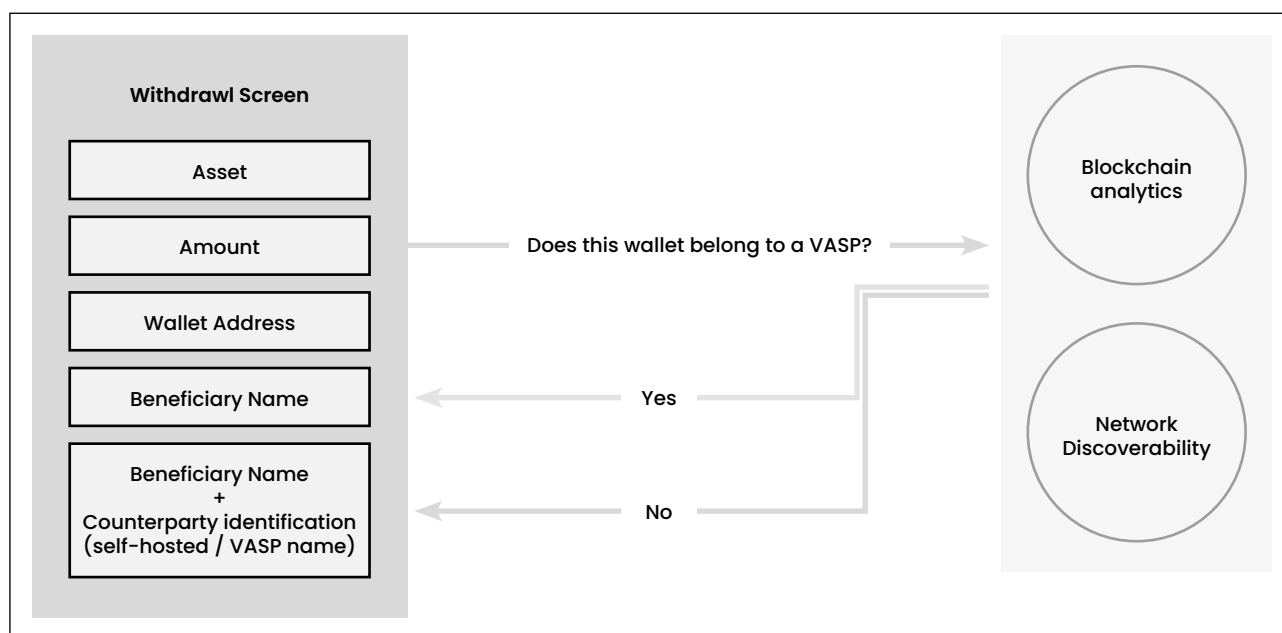 Withdrawl Screen
Asset
Amount
Wallet Address
Beneficiary Name
Beneficiary Name
+
Counterparty identification
(self-hosted / VASP name)
Does this wallet belong to a VASP?
Yes
No
Blockchain
analytics
Network
Discoverability